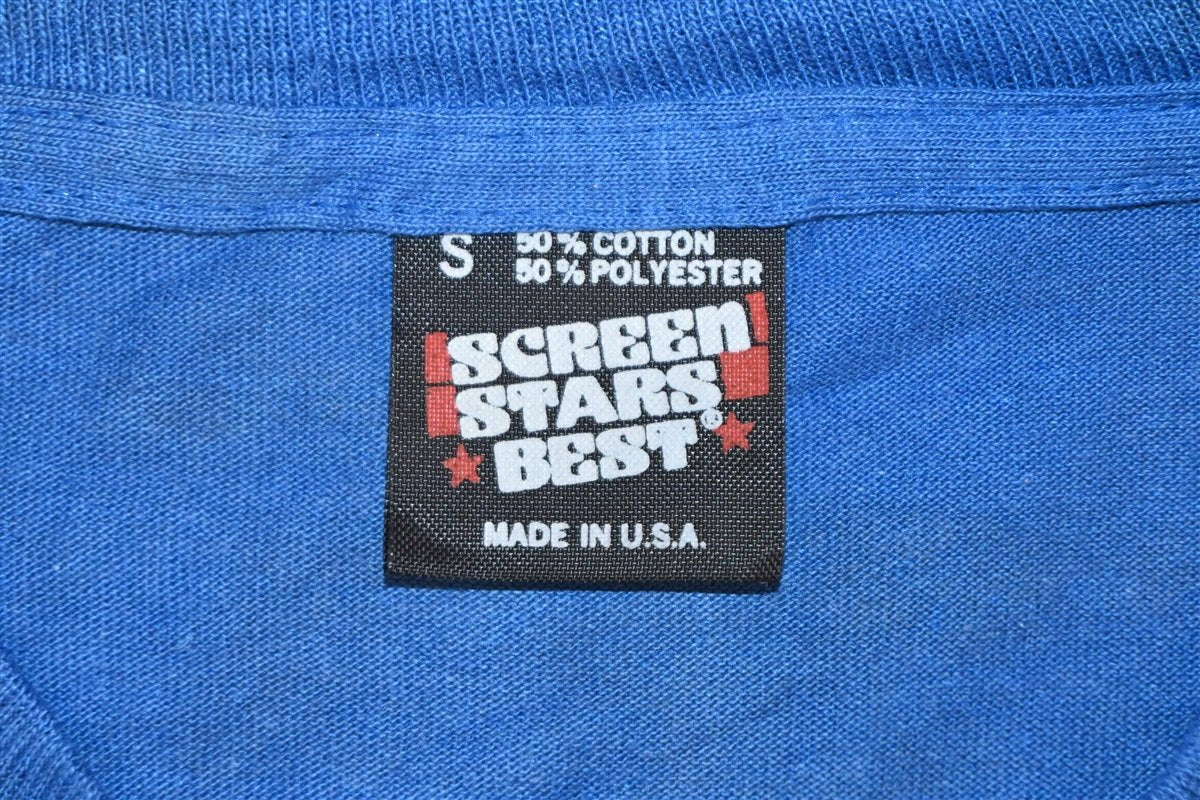 S 50% COTTON
50% POLYESTER
SCREEN
STARS
BEST®
MADE IN U.S.A.